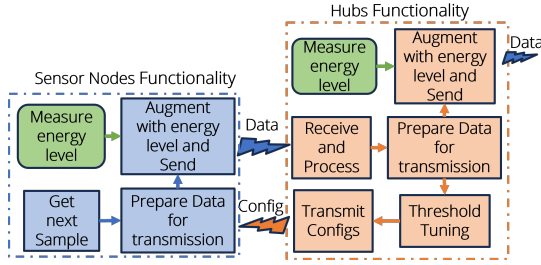 Hubs Functionality
Measure
energy
level
Augment
with energy
level and
Send
Data
Sensor Nodes Functionality
Measure
energy
level
Augment
with energy
level and
Send
Data
Receive
and
Process
Prepare Data
for
transmission
Get
next
Sample
Prepare Data
for
transmission
Config
Transmit
Configs
Threshold
Tuning